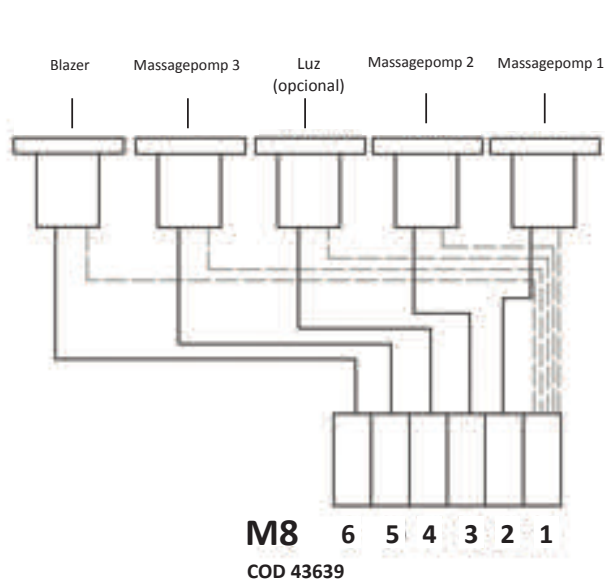 Blazer
Massagepomp 3
Luz
(opcional)
Massagepomp 2
Massagepomp 1
M8 6 5 4 3 2 1
COD 43639